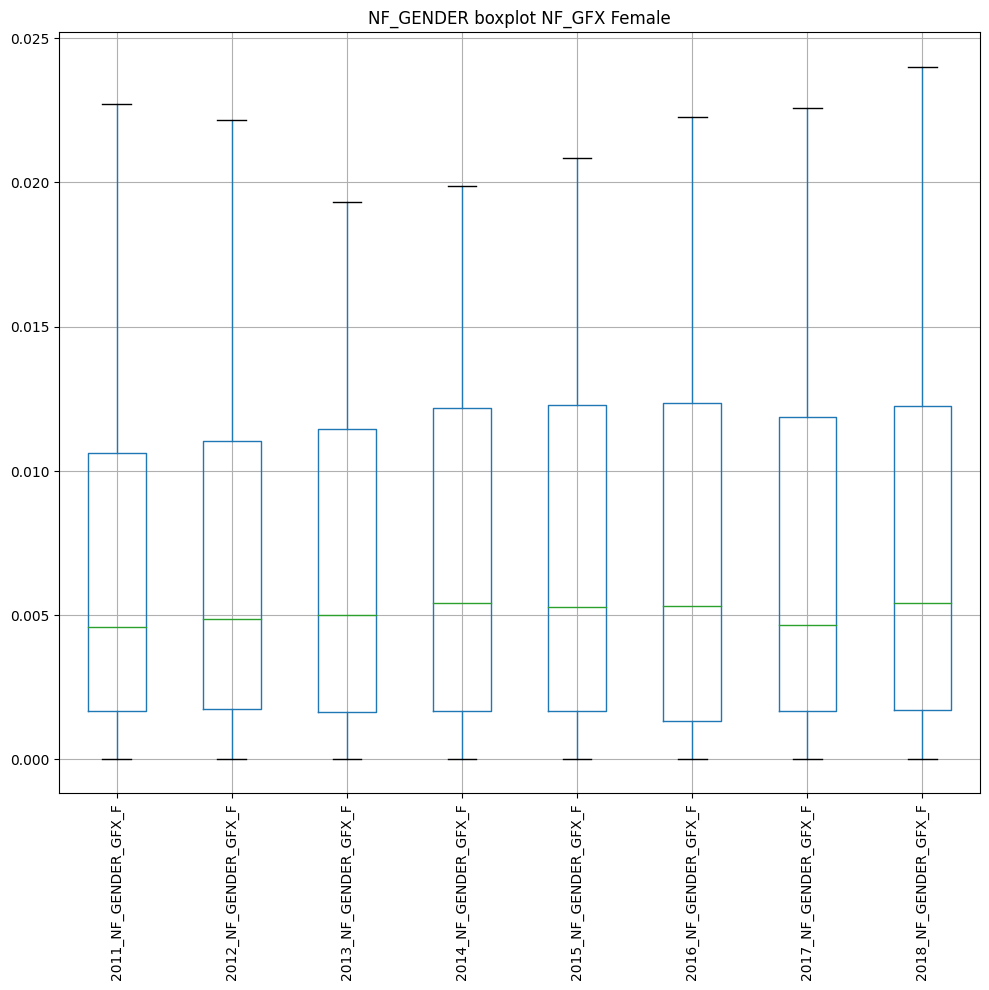 NF_GENDER boxplot NF_GFX Female
0.025
0.020
0.015
0.010
0.005
0.000
2011_NF_GENDER_GFX_F
2012_NF_GENDER_GFX_F
2013_NF_GENDER_GFX_F
2014_NF_GENDER_GFX_F
2015_NF_GENDER_GFX_F
2016_NF_GENDER_GFX_F
2017_NF_GENDER_GFX_F
2018_NF_GENDER_GFX_F